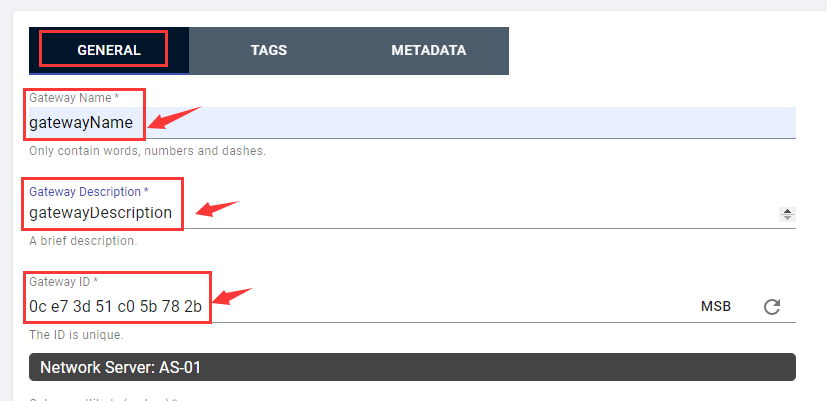 GENERAL TAGS METADATA
Gateway Name *
gatewayName
Only contain words, numbers and dashes.
Gateway Description *
gatewayDescription
A brief description.
Gateway ID *
0c e7 3d 51 c0 5b 78 2b MSB
The ID is unique.
Network Server: AS-01